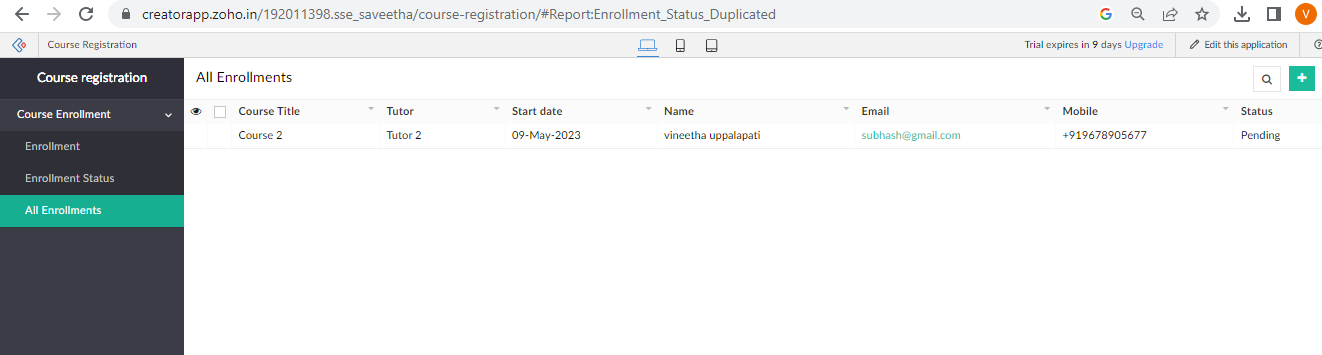 creatorapp.zoho.in/192011398.sse_saveetha/course-registration/#Report:Enrollment_Status_Duplicated
V
Course Registration
Trial expires in 9 days Upgrade
Edit this application
Course registration
All Enrollments
Course Enrollment
Course Title Tutor Start date Name Email Mobile Status
Course 2 Tutor 2 09-May-2023 vineetha uppalapati subhash@gmail.com +919678905677 Pending
Enrollment
Enrollment Status
All Enrollments